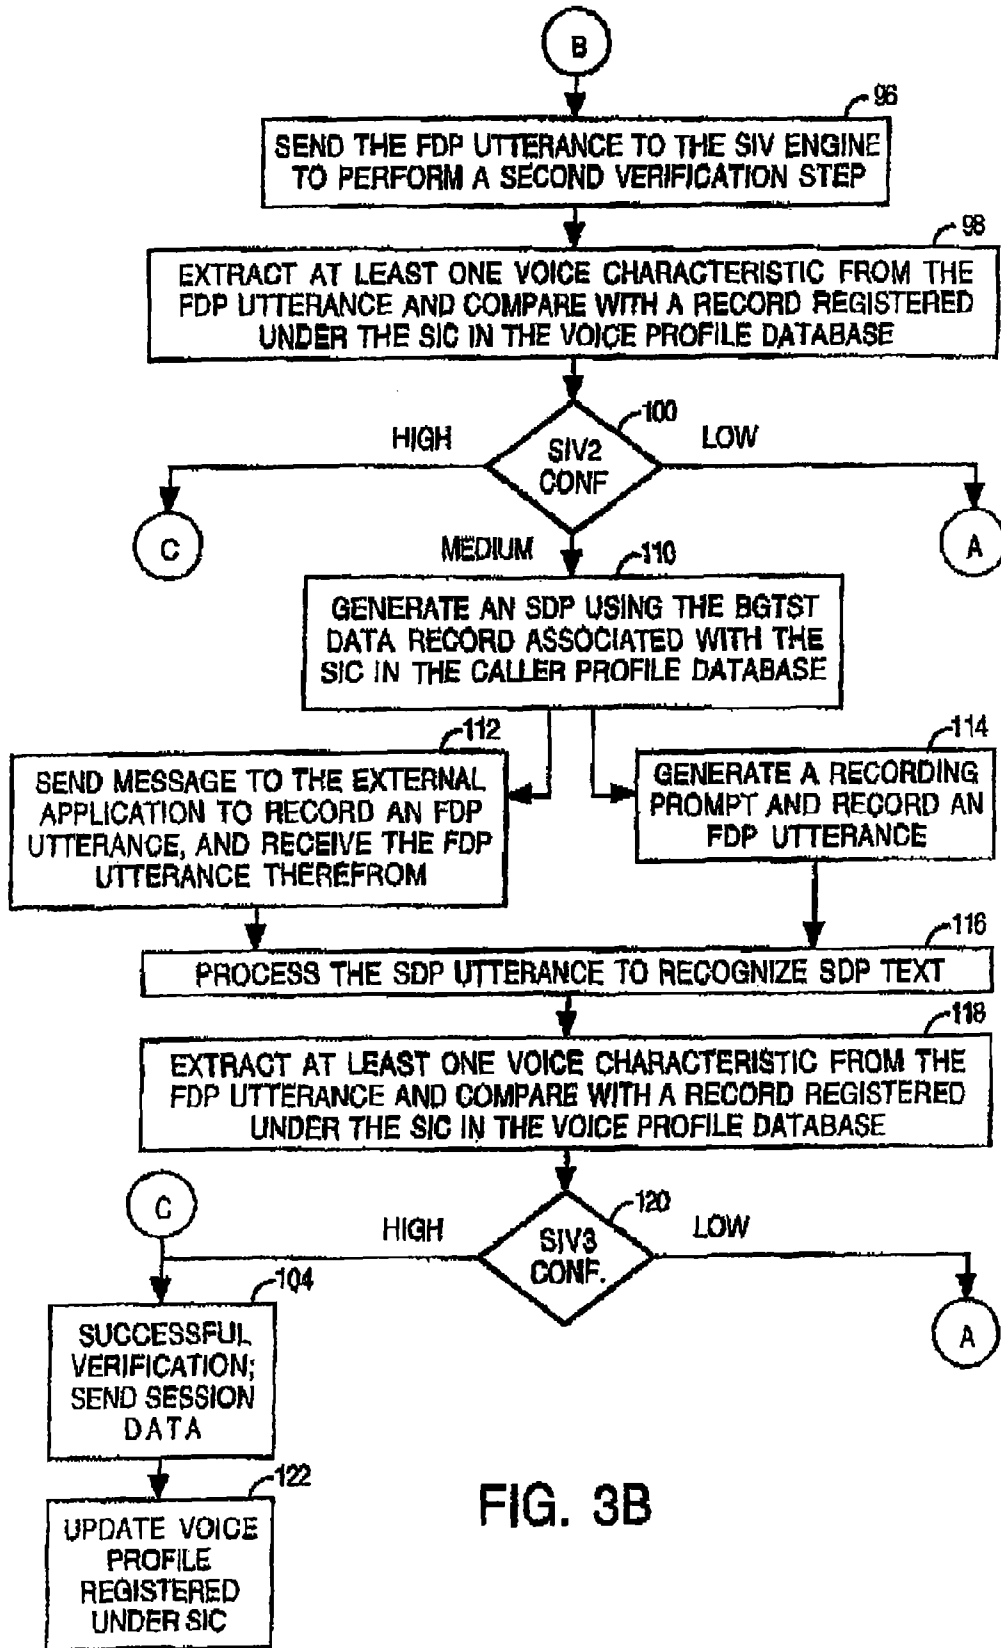 B
96
SEND THE FDP UTTERANCE TO THE SIV ENGINE
TO PERFORM A SECOND VERIFICATION STEP
98
EXTRACT AT LEAST ONE VOICE CHARACTERISTIC FROM THE
FDP UTTERANCE AND COMPARE WITH A RECORD REGISTERED
UNDER THE SIC IN THE VOICE PROFILE DATABASE
100
HIGH
LOW
SIV2
CONF
C
A
MEDIUM
110
GENERATE AN SDP USING THE BGTST
DATA RECORD ASSOCIATED WITH THE
SIC IN THE CALLER PROFILE DATABASE
112
SEND MESSAGE TO THE EXTERNAL
APPLICATION TO RECORD AN FDP
UTTERANCE, AND RECEIVE THE FDP
UTTERANCE THEREFROM
114
GENERATE A RECORDING
PROMPT AND RECORD AN
FDP UTTERANCE
116
PROCESS THE SDP UTTERANCE TO RECOGNIZE SDP TEXT
118
EXTRACT AT LEAST ONE VOICE CHARACTERISTIC FROM THE
FDP UTTERANCE AND COMPARE WITH A RECORD REGISTERED
UNDER THE SIC IN THE VOICE PROFILE DATABASE
C
120
HIGH
LOW
SIV3
CONF.
A
104
SUCCESSFUL
VERIFICATION;
SEND SESSION
DATA
122
UPDATE VOICE
PROFILE
REGISTERED
UNDER SIC
FIG. 3B